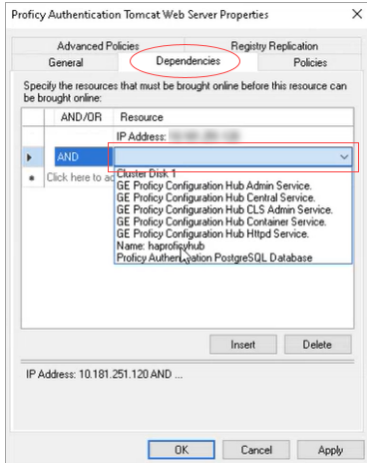 Proficy Authentication Tomcat Web Server Properties
Advanced Policies
Registry Replication
General
Dependencies
Policies
Specify the resources that must be brought online before this resource can
be brought online:
AND/OR
Resource
IP Address:
AND
Click here to
Cluster Disk 1
GE Proficy Configuration Hub Admin Service.
GE Proficy Configuration Hub Central Service.
GE Proficy Configuration Hub CLS Admin Service.
GE Proficy Configuration Hub Container Service.
GE Proficy Configuration Hub Httpd Service.
Name: haproficyhub
Proficy Authentication PostgreSQL Database
Insert
Delete
IP Address: 10.181.251.120 AND ...
OK
Cancel
Apply